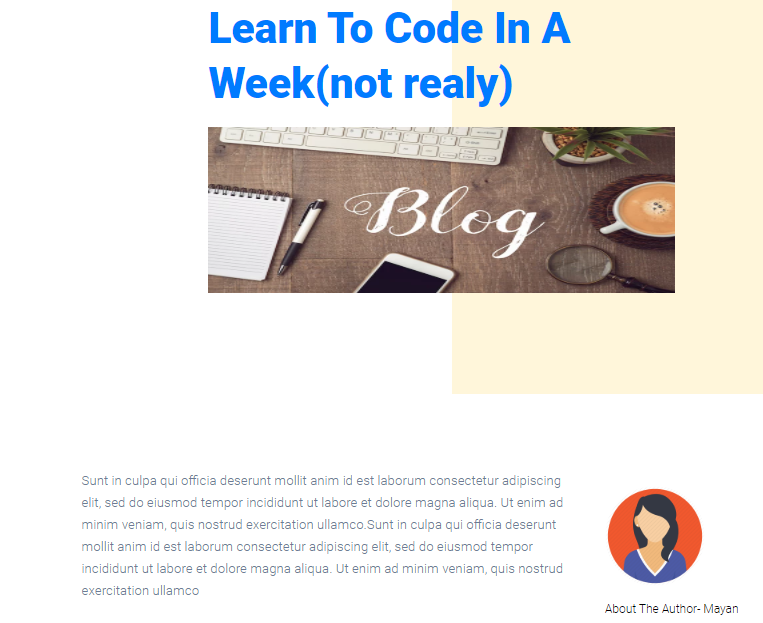 Learn To Code In A
Week(not realy)
Blog
Sunt in culpa qui officia deserunt mollit anim id est laborum consectetur adipiscing
elit, sed do eiusmod tempor incididunt ut labore et dolore magna aliqua. Ut enim ad
minim veniam, quis nostrud exercitation ullamco.Sunt in culpa qui officia deserunt
mollit anim id est laborum consectetur adipiscing elit, sed do eiusmod tempor
incididunt ut labore et dolore magna aliqua. Ut enim ad minim veniam, quis nostrud
exercitation ullamco
About The Author- Mayan